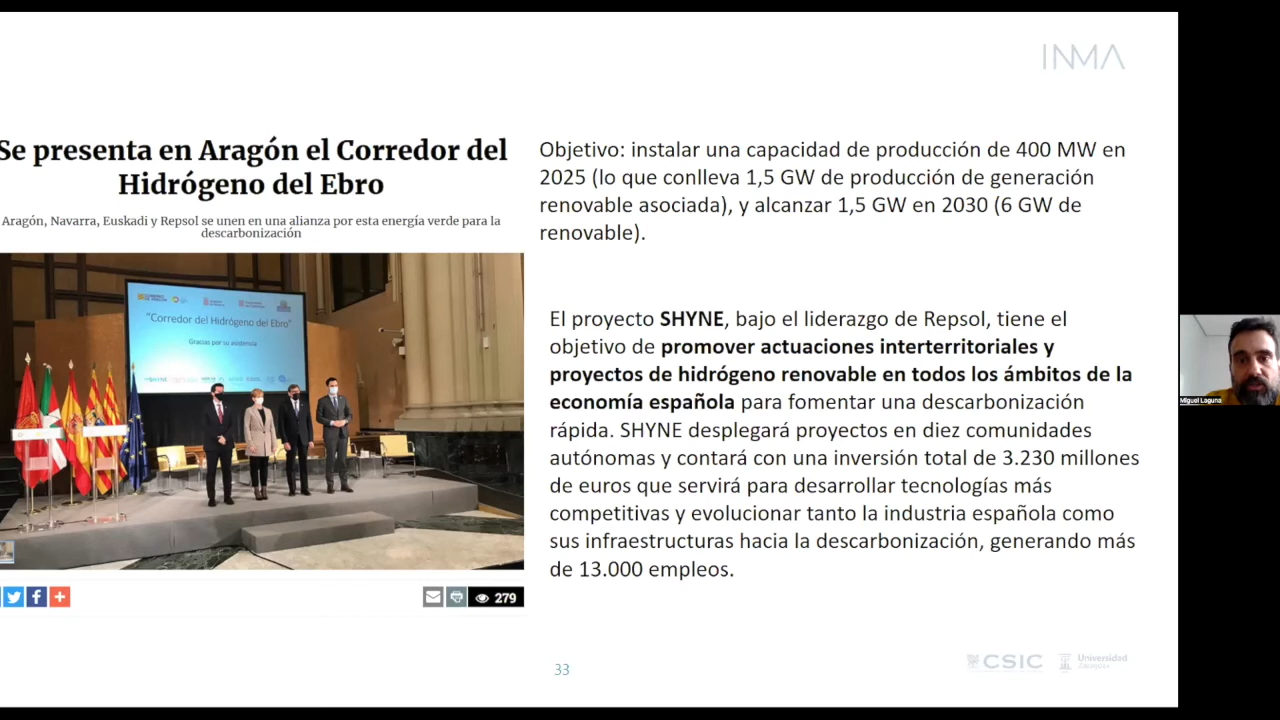 INMA
Se presenta en Aragón el Corredor del
Hidrógeno del Ebro
Aragón, Navarra, Euskadi y Repsol se unen en una alianza por esta energía verde para la
descarbonización
"Corredor del Hidrógeno del Ebro"
Gracias por su asistencia
279
Objetivo: instalar una capacidad de producción de 400 MW en
2025 (lo que conlleva 1,5 GW de producción de generación
renovable asociada), y alcanzar 1,5 GW en 2030 (6 GW de
renovable).
El proyecto SHYNE, bajo el liderazgo de Repsol, tiene el
objetivo de promover actuaciones interterritoriales y
proyectos de hidrógeno renovable en todos los ámbitos de la
economía española para fomentar una descarbonización
rápida. SHYNE desplegará proyectos en diez comunidades
autónomas y contará con una inversión total de 3.230 millones
de euros que servirá para desarrollar tecnologías más
competitivas y evolucionar tanto la industria española como
sus infraestructuras hacia la descarbonización, generando más
de 13.000 empleos.
33
CSIC
Universidad
Zaragoza
Miguel Laguna